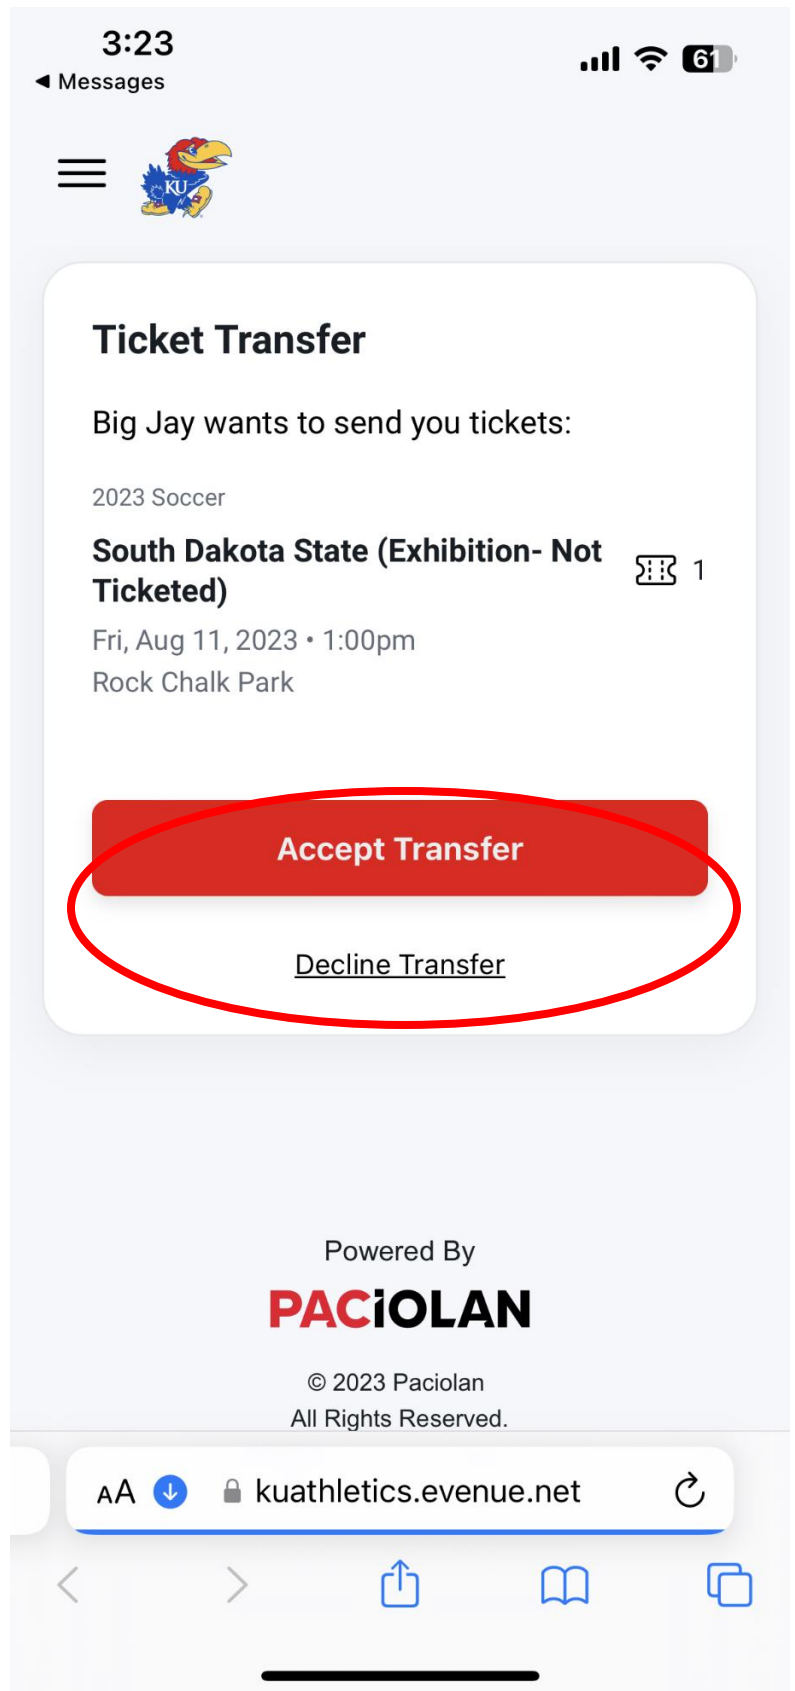 3:23
Messages
61
KU
Ticket Transfer
Big Jay wants to send you tickets:
2023 Soccer
South Dakota State (Exhibition- Not
Ticketed)
1
Fri, Aug 11, 2023 • 1:00pm
Rock Chalk Park
Accept Transfer
Decline Transfer
Powered By
PACiOLAN
© 2023 Paciolan
All Rights Reserved.
AA
kuathletics.evenue.net